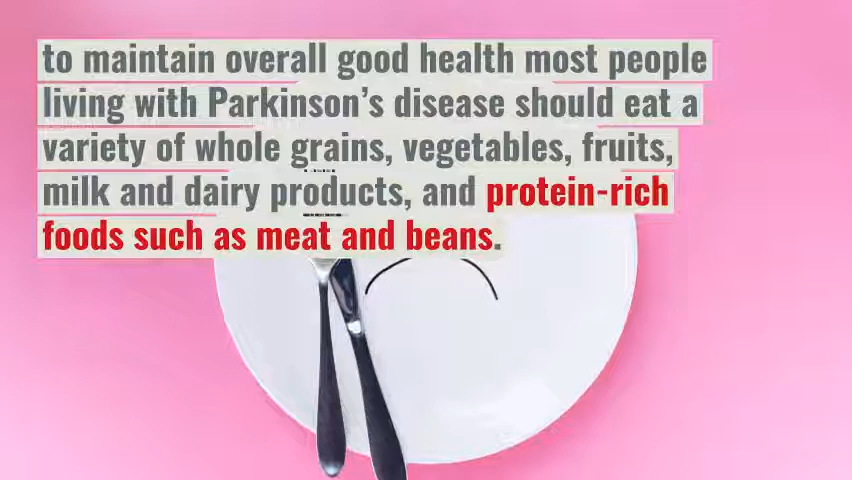 to maintain overall good health most people
living with Parkinson’s disease should eat a
variety of whole grains, vegetables, fruits,
milk and dairy products, and protein-rich
foods such as meat and beans.